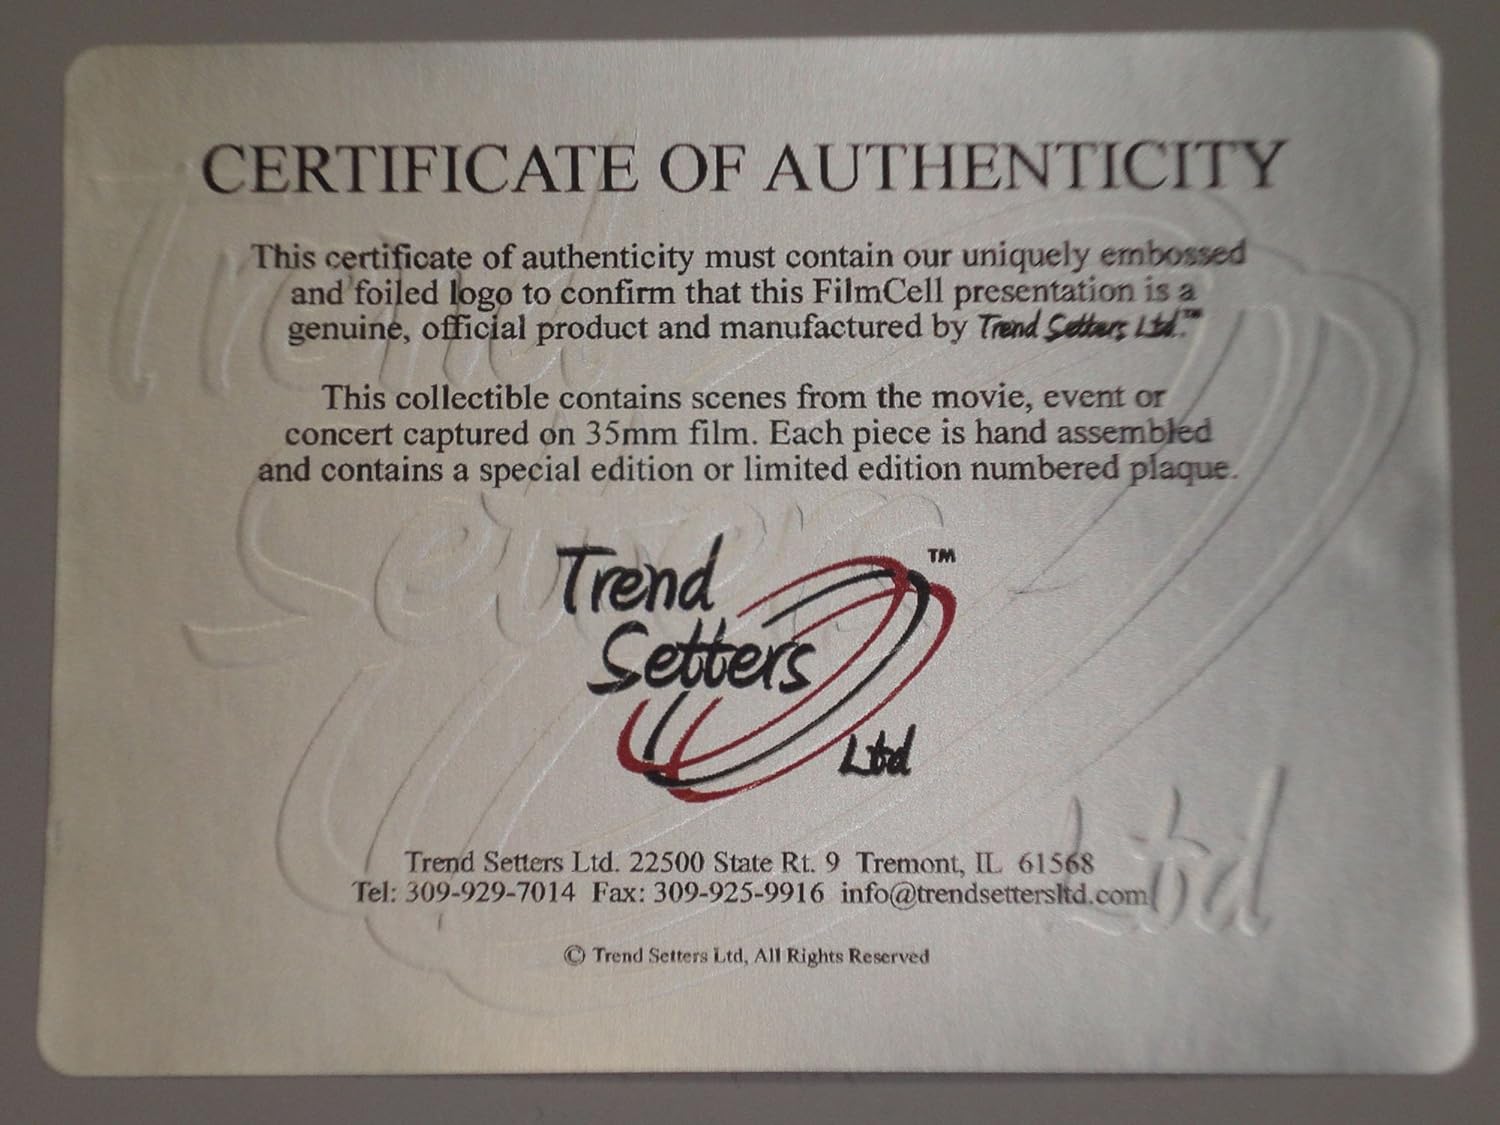 CERTIFICATE OF AUTHENTICITY
This certificate of authenticity must contain our uniquely embossed
and foiled logo to confirm that this FilmCell presentation is a
genuine, official product and manufactured by Trend Setters Ltd.™
This collectible contains scenes from the movie, event or
concert captured on 35mm film. Each piece is hand assembled
and contains a special edition or limited edition numbered plaque.
Trend
Setters
™
Ltd
Trend Setters Ltd. 22500 State Rt. 9 Tremont, IL 61568
Tel: 309-929-7014 Fax: 309-925-9916 info@trendsettersltd.com
© Trend Setters Ltd, All Rights Reserved
Trend
Setters
Ltd